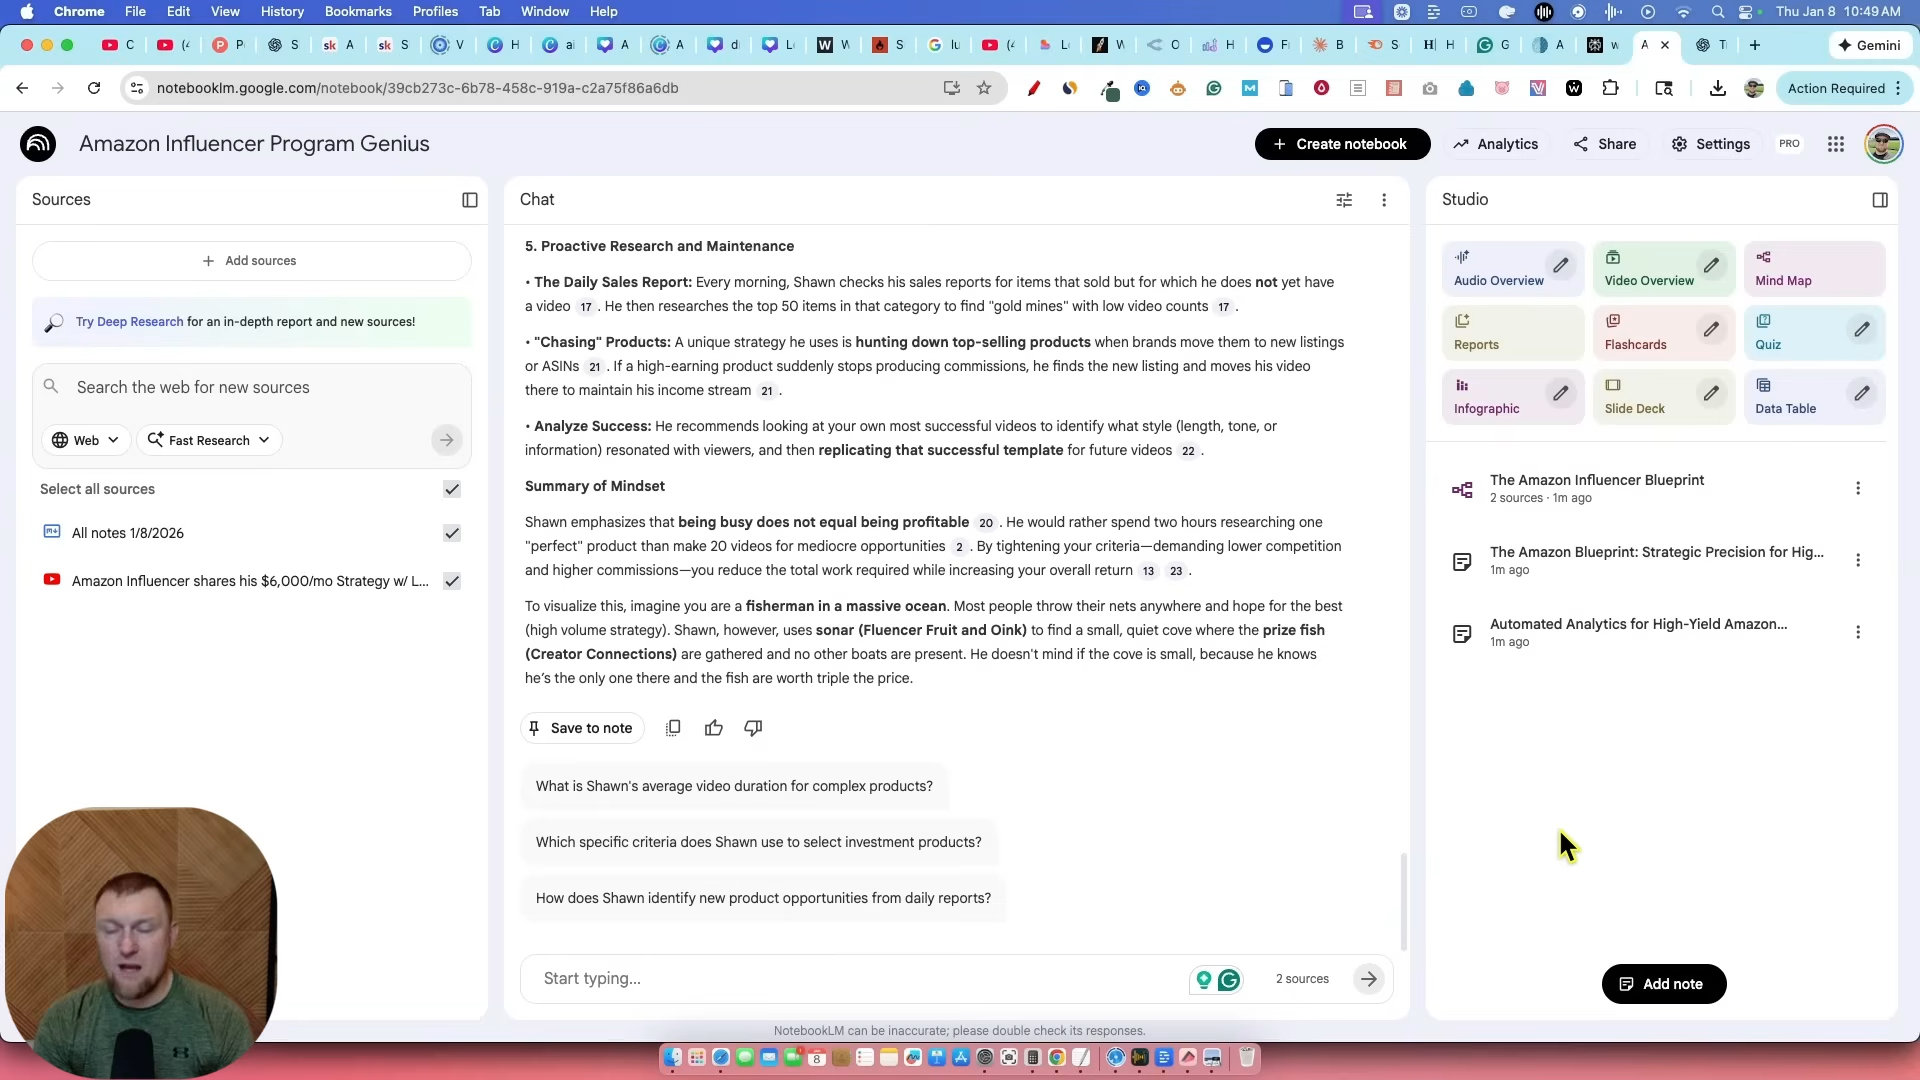 Chrome File Edit View History Bookmarks Profiles Tab Window Help Thu Jan 8 10:49 AM
Gemini
notebooklm.google.com/notebook/39cb273c-6b78-458c-919a-c2a75f86a6db
Action Required
Amazon Influencer Program Genius
Create notebook
Analytics
Share
Settings
PRO
Sources
Add sources
Try Deep Research for an in-depth report and new sources!
Search the web for new sources
Web
Fast Research
Select all sources
All notes 1/8/2026
Amazon Influencer shares his $6,000/mo Strategy w/ L...
Chat
5. Proactive Research and Maintenance
• The Daily Sales Report: Every morning, Shawn checks his sales reports for items that sold but for which he does not yet have
a video 17 . He then researches the top 50 items in that category to find "gold mines" with low video counts 17 .
• "Chasing" Products: A unique strategy he uses is hunting down top-selling products when brands move them to new listings
or ASINs 21 . If a high-earning product suddenly stops producing commissions, he finds the new listing and moves his video
there to maintain his income stream 21 .
• Analyze Success: He recommends looking at your own most successful videos to identify what style (length, tone, or
information) resonated with viewers, and then replicating that successful template for future videos 22 .
Summary of Mindset
Shawn emphasizes that being busy does not equal being profitable 20 . He would rather spend two hours researching one
"perfect" product than make 20 videos for mediocre opportunities 2 . By tightening your criteria—demanding lower competition
and higher commissions—you reduce the total work required while increasing your overall return 13 23 .
To visualize this, imagine you are a fisherman in a massive ocean. Most people throw their nets anywhere and hope for the best
(high volume strategy). Shawn, however, uses sonar (Fluencer Fruit and Oink) to find a small, quiet cove where the prize fish
(Creator Connections) are gathered and no other boats are present. He doesn't mind if the cove is small, because he knows
he's the only one there and the fish are worth triple the price.
Save to note
What is Shawn's average video duration for complex products?
Which specific criteria does Shawn use to select investment products?
How does Shawn identify new product opportunities from daily reports?
Start typing...
2 sources
NotebookLM can be inaccurate; please double check its responses.
Studio
Audio Overview
Video Overview
Mind Map
Reports
Flashcards
Quiz
Infographic
Slide Deck
Data Table
The Amazon Influencer Blueprint
2 sources · 1m ago
The Amazon Blueprint: Strategic Precision for Hig...
1m ago
Automated Analytics for High-Yield Amazon...
1m ago
Add note